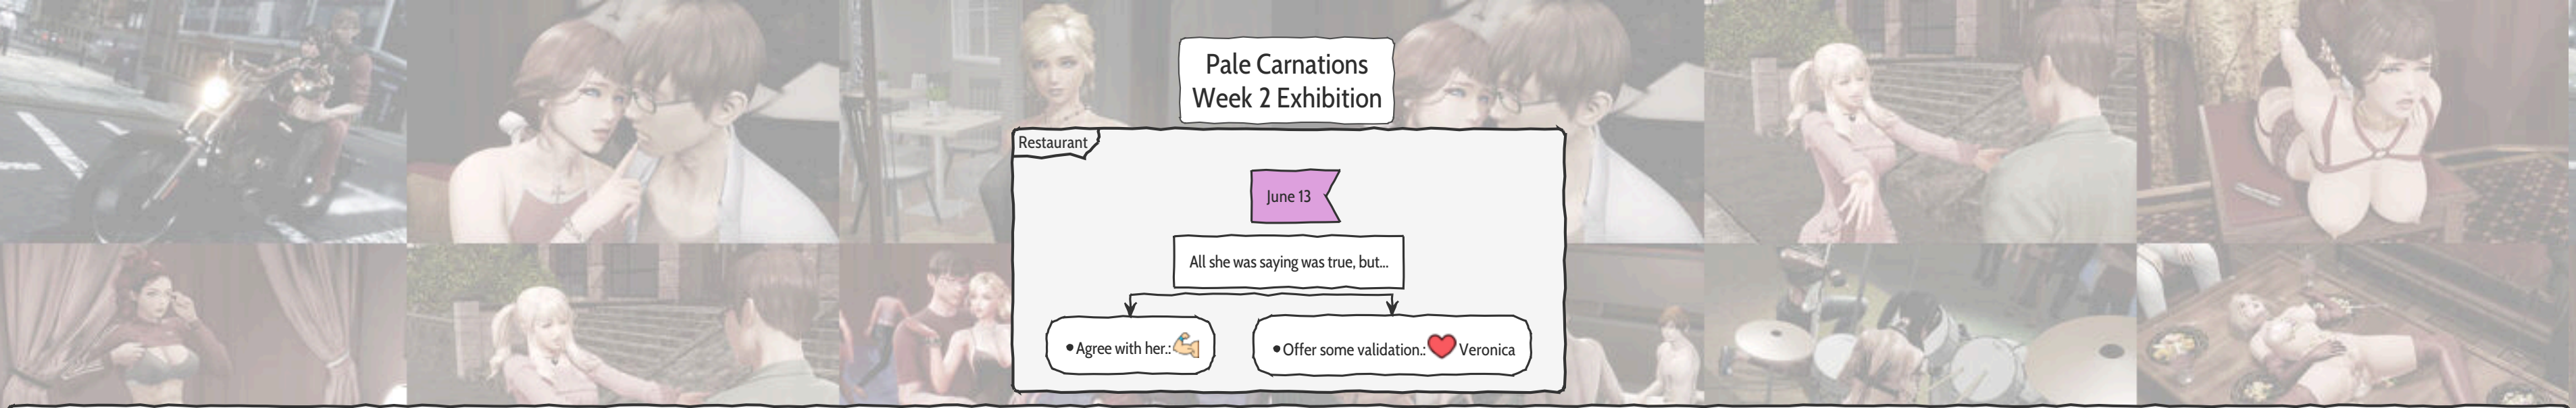 Pale Carnations
Week 2 Exhibition
Restaurant
June 13
All she was saying was true, but...
•Agree with her.:💪
•Offer some validation.:❤️ Veronica